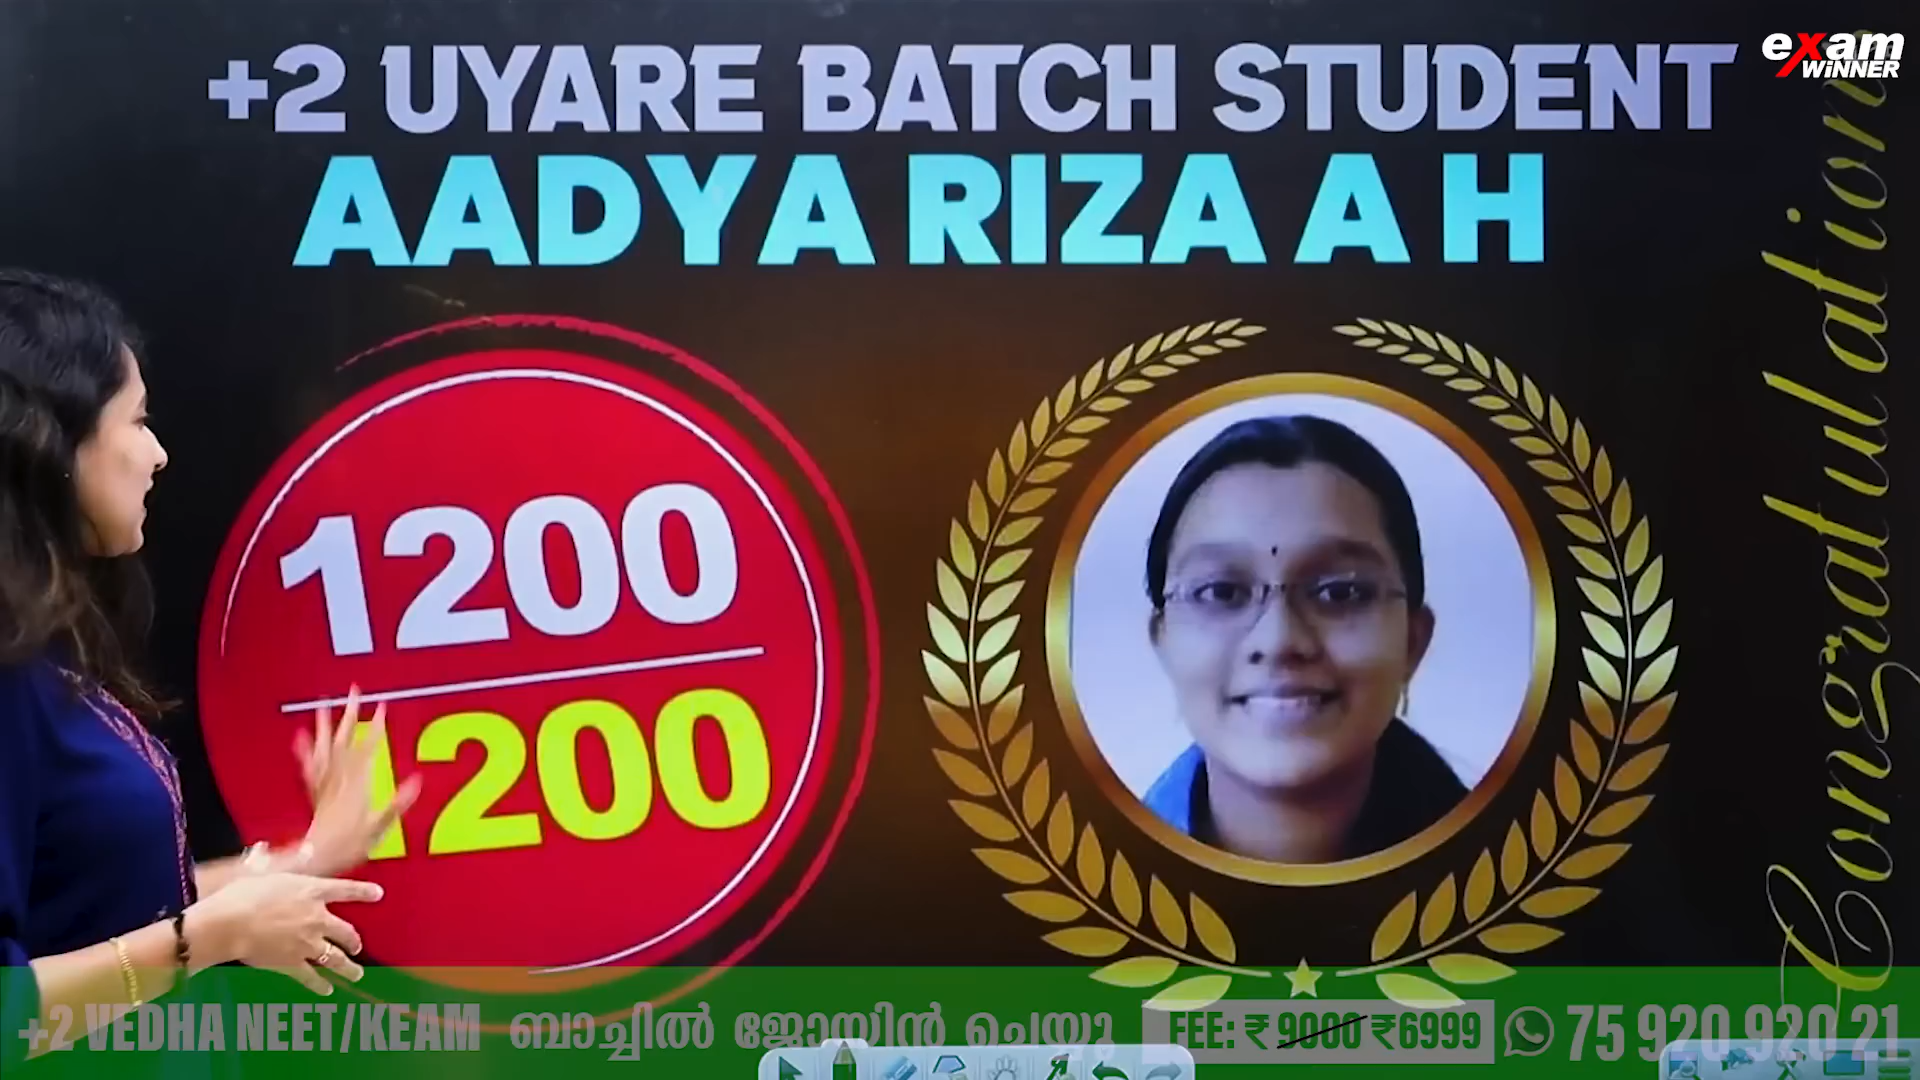 exam
WINNER
+2 UYARE BATCH STUDENT
AADYA RIZA A H
1200
1200
Congratulations
+2 VEDHA NEET/KEAM ബാച്ചിൽ ജോയിൻ ചെയ്യൂ FEE: ₹ 9000 ₹6999 75 920 920 21